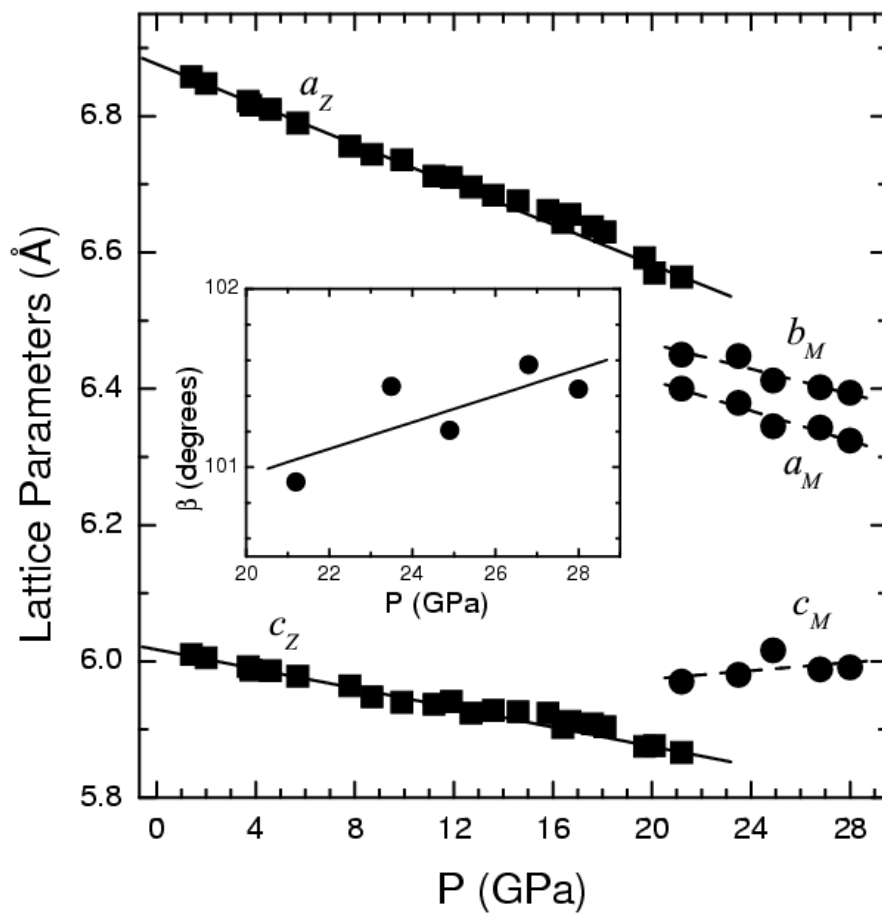 6.8
6.6
6.4
6.2
6.0
5.8
Lattice Parameters (Å)
0 4 8 12 16 20 24 28
P (GPa)
a_Z
c_Z
b_M
a_M
c_M
102
101
β (degrees)
20 22 24 26 28
P (GPa)